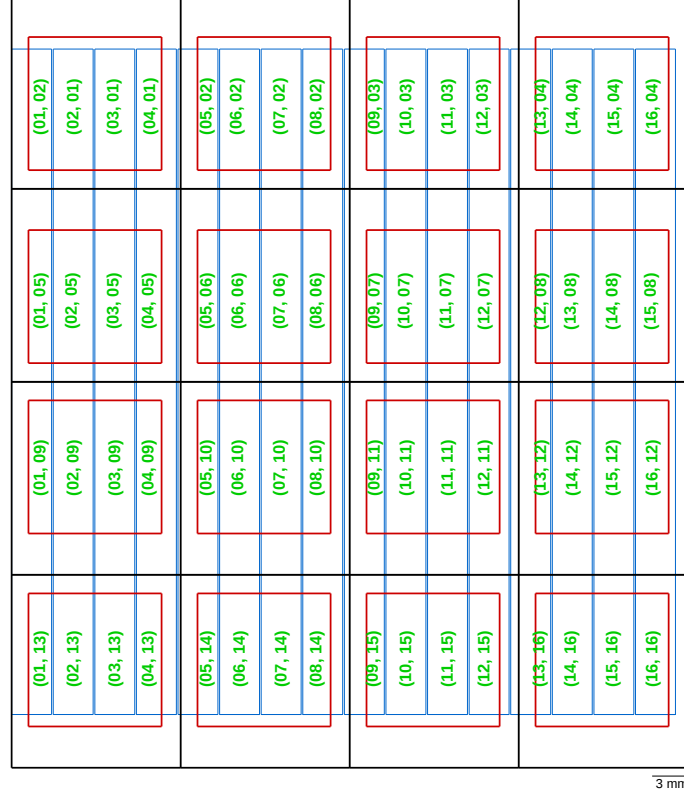 (01, 02) (02, 01) (03, 01) (04, 01) (05, 02) (06, 02) (07, 02) (08, 02) (09, 03) (10, 03) (11, 03) (12, 03) (13, 04) (14, 04) (15, 04) (16, 04)
(01, 05) (02, 05) (03, 05) (04, 05) (05, 06) (06, 06) (07, 06) (08, 06) (09, 07) (10, 07) (11, 07) (12, 07) (12, 08) (13, 08) (14, 08) (15, 08)
(01, 09) (02, 09) (03, 09) (04, 09) (05, 10) (06, 10) (07, 10) (08, 10) (09, 11) (10, 11) (11, 11) (12, 11) (13, 12) (14, 12) (15, 12) (16, 12)
(01, 13) (02, 13) (03, 13) (04, 13) (05, 14) (06, 14) (07, 14) (08, 14) (09, 15) (10, 15) (11, 15) (12, 15) (13, 16) (14, 16) (15, 16) (16, 16)
3 mm